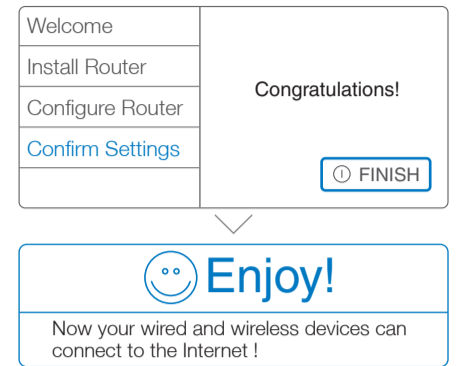 Welcome
Install Router
Configure Router
Confirm Settings
Congratulations!
FINISH
Enjoy!
Now your wired and wireless devices can
connect to the Internet !